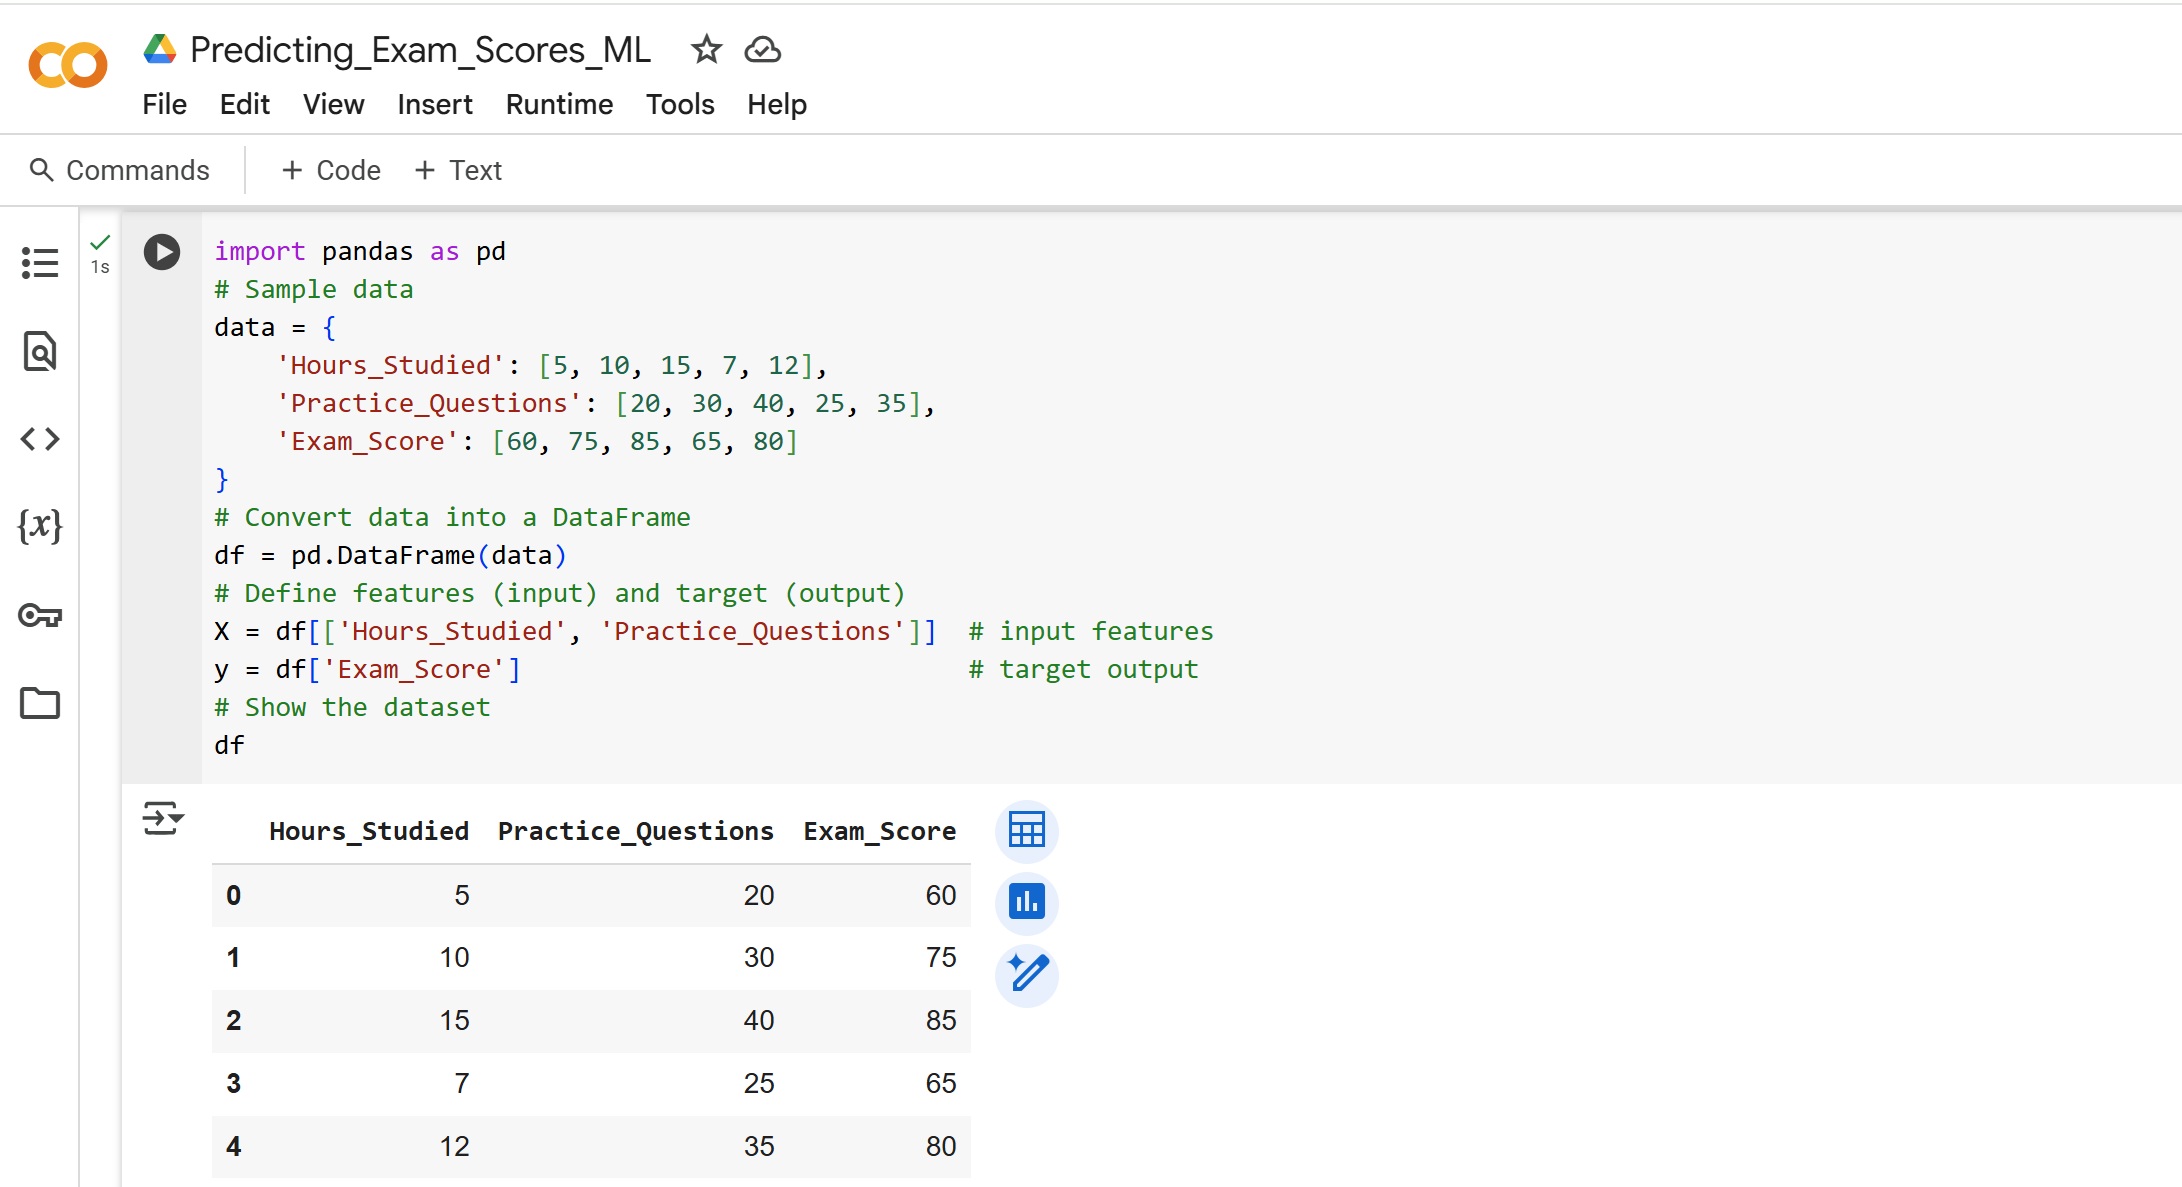 Predicting_Exam_Scores_ML
File Edit View Insert Runtime Tools Help
Commands + Code + Text
1s
import pandas as pd
# Sample data
data = {
    'Hours_Studied': [5, 10, 15, 7, 12],
    'Practice_Questions': [20, 30, 40, 25, 35],
    'Exam_Score': [60, 75, 85, 65, 80]
}
# Convert data into a DataFrame
df = pd.DataFrame(data)
# Define features (input) and target (output)
X = df[['Hours_Studied', 'Practice_Questions']]  # input features
y = df['Exam_Score']                             # target output
# Show the dataset
df
{x}
Hours_Studied Practice_Questions Exam_Score
0 5 20 60
1 10 30 75
2 15 40 85
3 7 25 65
4 12 35 80